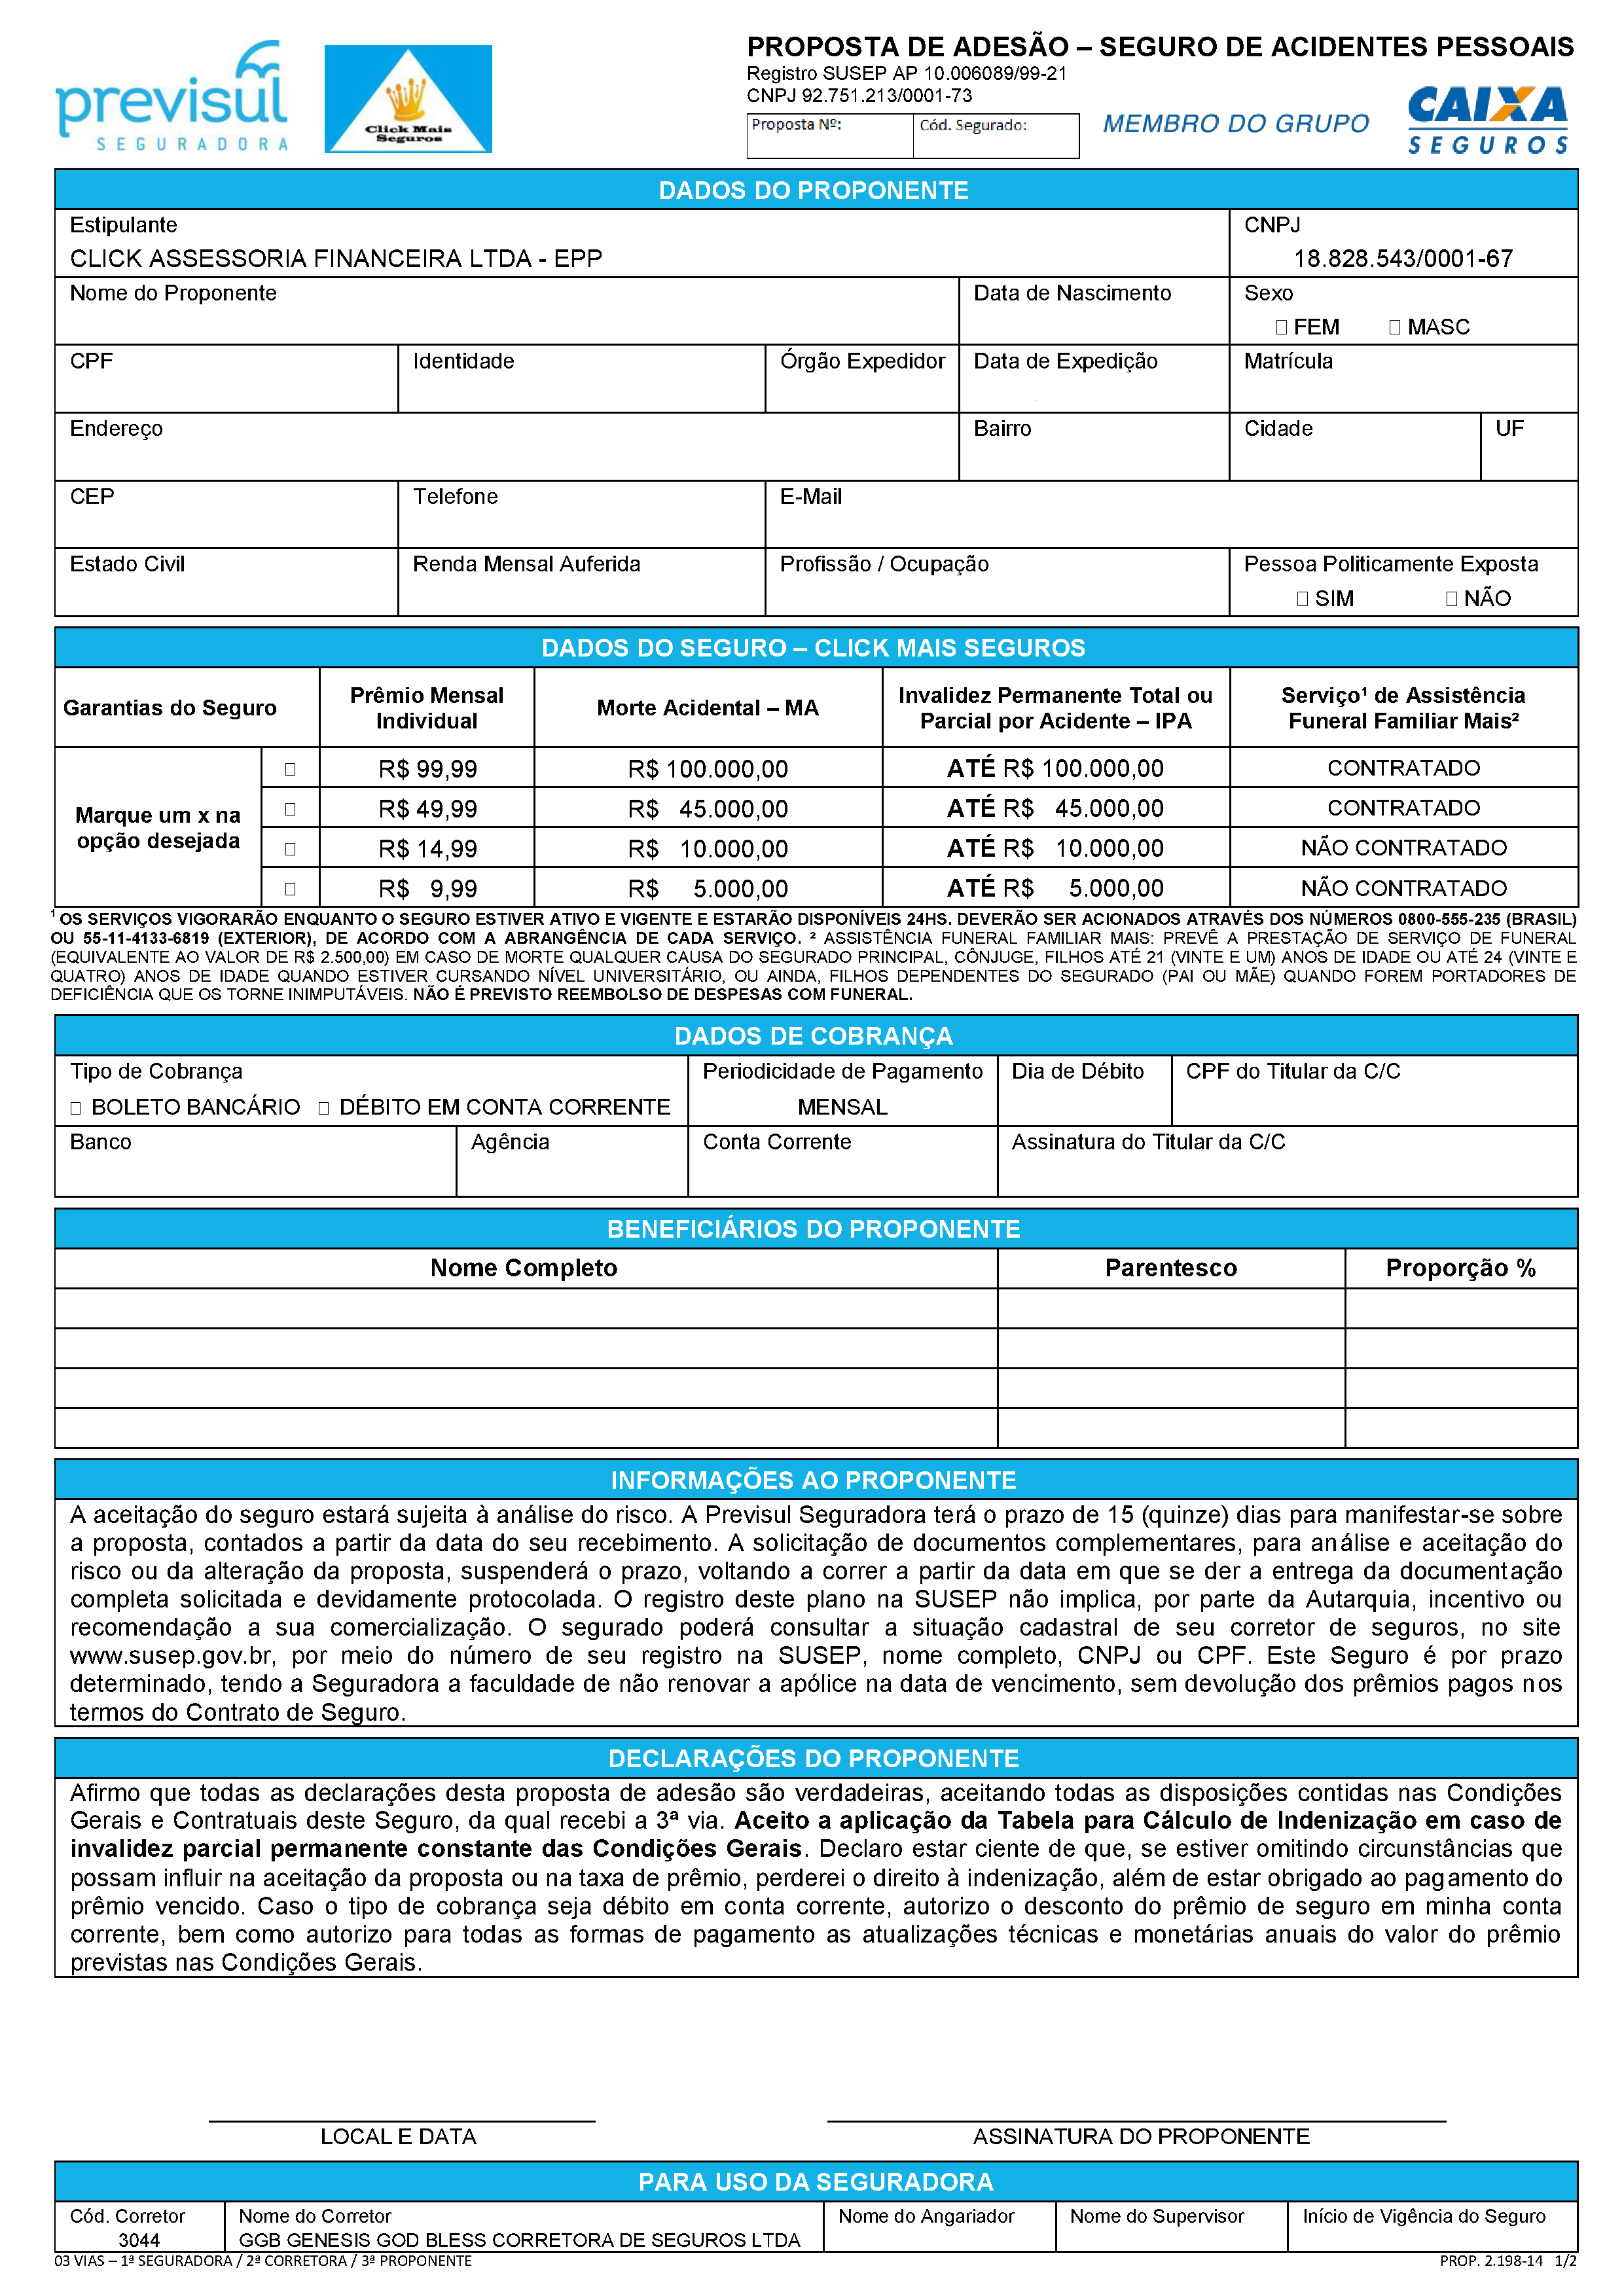 previsul
SEGURADORA
Click Mais
Seguros
PROPOSTA DE ADESÃO – SEGURO DE ACIDENTES PESSOAIS
Registro SUSEP AP 10.006089/99-21
CNPJ 92.751.213/0001-73
Proposta Nº: Cód. Segurado:
MEMBRO DO GRUPO
CAIXA
SEGUROS
DADOS DO PROPONENTE
Estipulante CNPJ
CLICK ASSESSORIA FINANCEIRA LTDA - EPP 18.828.543/0001-67
Nome do Proponente Data de Nascimento Sexo
☐ FEM ☐ MASC
CPF Identidade Órgão Expedidor Data de Expedição Matrícula
Endereço Bairro Cidade UF
CEP Telefone E-Mail
Estado Civil Renda Mensal Auferida Profissão / Ocupação Pessoa Politicamente Exposta
☐ SIM ☐ NÃO
DADOS DO SEGURO – CLICK MAIS SEGUROS
Garantias do Seguro Prêmio Mensal Individual Morte Acidental – MA Invalidez Permanente Total ou Parcial por Acidente – IPA Serviço¹ de Assistência Funeral Familiar Mais²
Marque um x na
opção desejada
☐ R$ 99,99 R$ 100.000,00 ATÉ R$ 100.000,00 CONTRATADO
☐ R$ 49,99 R$ 45.000,00 ATÉ R$ 45.000,00 CONTRATADO
☐ R$ 14,99 R$ 10.000,00 ATÉ R$ 10.000,00 NÃO CONTRATADO
☐ R$ 9,99 R$ 5.000,00 ATÉ R$ 5.000,00 NÃO CONTRATADO
¹ OS SERVIÇOS VIGORARÃO ENQUANTO O SEGURO ESTIVER ATIVO E VIGENTE E ESTARÃO DISPONÍVEIS 24HS. DEVERÃO SER ACIONADOS ATRAVÉS DOS NÚMEROS 0800-555-235 (BRASIL)
OU 55-11-4133-6819 (EXTERIOR), DE ACORDO COM A ABRANGÊNCIA DE CADA SERVIÇO. ² ASSISTÊNCIA FUNERAL FAMILIAR MAIS: PREVÊ A PRESTAÇÃO DE SERVIÇO DE FUNERAL
(EQUIVALENTE AO VALOR DE R$ 2.500,00) EM CASO DE MORTE QUALQUER CAUSA DO SEGURADO PRINCIPAL, CÔNJUGE, FILHOS ATÉ 21 (VINTE E UM) ANOS DE IDADE OU ATÉ 24 (VINTE E
QUATRO) ANOS DE IDADE QUANDO ESTIVER CURSANDO NÍVEL UNIVERSITÁRIO, OU AINDA, FILHOS DEPENDENTES DO SEGURADO (PAI OU MÃE) QUANDO FOREM PORTADORES DE
DEFICIÊNCIA QUE OS TORNE INIMPUTÁVEIS. NÃO É PREVISTO REEMBOLSO DE DESPESAS COM FUNERAL.
DADOS DE COBRANÇA
Tipo de Cobrança Periodicidade de Pagamento Dia de Débito CPF do Titular da C/C
☐ BOLETO BANCÁRIO ☐ DÉBITO EM CONTA CORRENTE MENSAL
Banco Agência Conta Corrente Assinatura do Titular da C/C
BENEFICIÁRIOS DO PROPONENTE
Nome Completo Parentesco Proporção %
INFORMAÇÕES AO PROPONENTE
A aceitação do seguro estará sujeita à análise do risco. A Previsul Seguradora terá o prazo de 15 (quinze) dias para manifestar-se sobre
a proposta, contados a partir da data do seu recebimento. A solicitação de documentos complementares, para análise e aceitação do
risco ou da alteração da proposta, suspenderá o prazo, voltando a correr a partir da data em que se der a entrega da documentação
completa solicitada e devidamente protocolada. O registro deste plano na SUSEP não implica, por parte da Autarquia, incentivo ou
recomendação a sua comercialização. O segurado poderá consultar a situação cadastral de seu corretor de seguros, no site
www.susep.gov.br, por meio do número de seu registro na SUSEP, nome completo, CNPJ ou CPF. Este Seguro é por prazo
determinado, tendo a Seguradora a faculdade de não renovar a apólice na data de vencimento, sem devolução dos prêmios pagos nos
termos do Contrato de Seguro.
DECLARAÇÕES DO PROPONENTE
Afirmo que todas as declarações desta proposta de adesão são verdadeiras, aceitando todas as disposições contidas nas Condições
Gerais e Contratuais deste Seguro, da qual recebi a 3ª via. Aceito a aplicação da Tabela para Cálculo de Indenização em caso de
invalidez parcial permanente constante das Condições Gerais. Declaro estar ciente de que, se estiver omitindo circunstâncias que
possam influir na aceitação da proposta ou na taxa de prêmio, perderei o direito à indenização, além de estar obrigado ao pagamento do
prêmio vencido. Caso o tipo de cobrança seja débito em conta corrente, autorizo o desconto do prêmio de seguro em minha conta
corrente, bem como autorizo para todas as formas de pagamento as atualizações técnicas e monetárias anuais do valor do prêmio
previstas nas Condições Gerais.
LOCAL E DATA ASSINATURA DO PROPONENTE
PARA USO DA SEGURADORA
Cód. Corretor Nome do Corretor Nome do Angariador Nome do Supervisor Início de Vigência do Seguro
3044 GGB GENESIS GOD BLESS CORRETORA DE SEGUROS LTDA
03 VIAS – 1ª SEGURADORA / 2ª CORRETORA / 3ª PROPONENTE PROP. 2.198-14 1/2